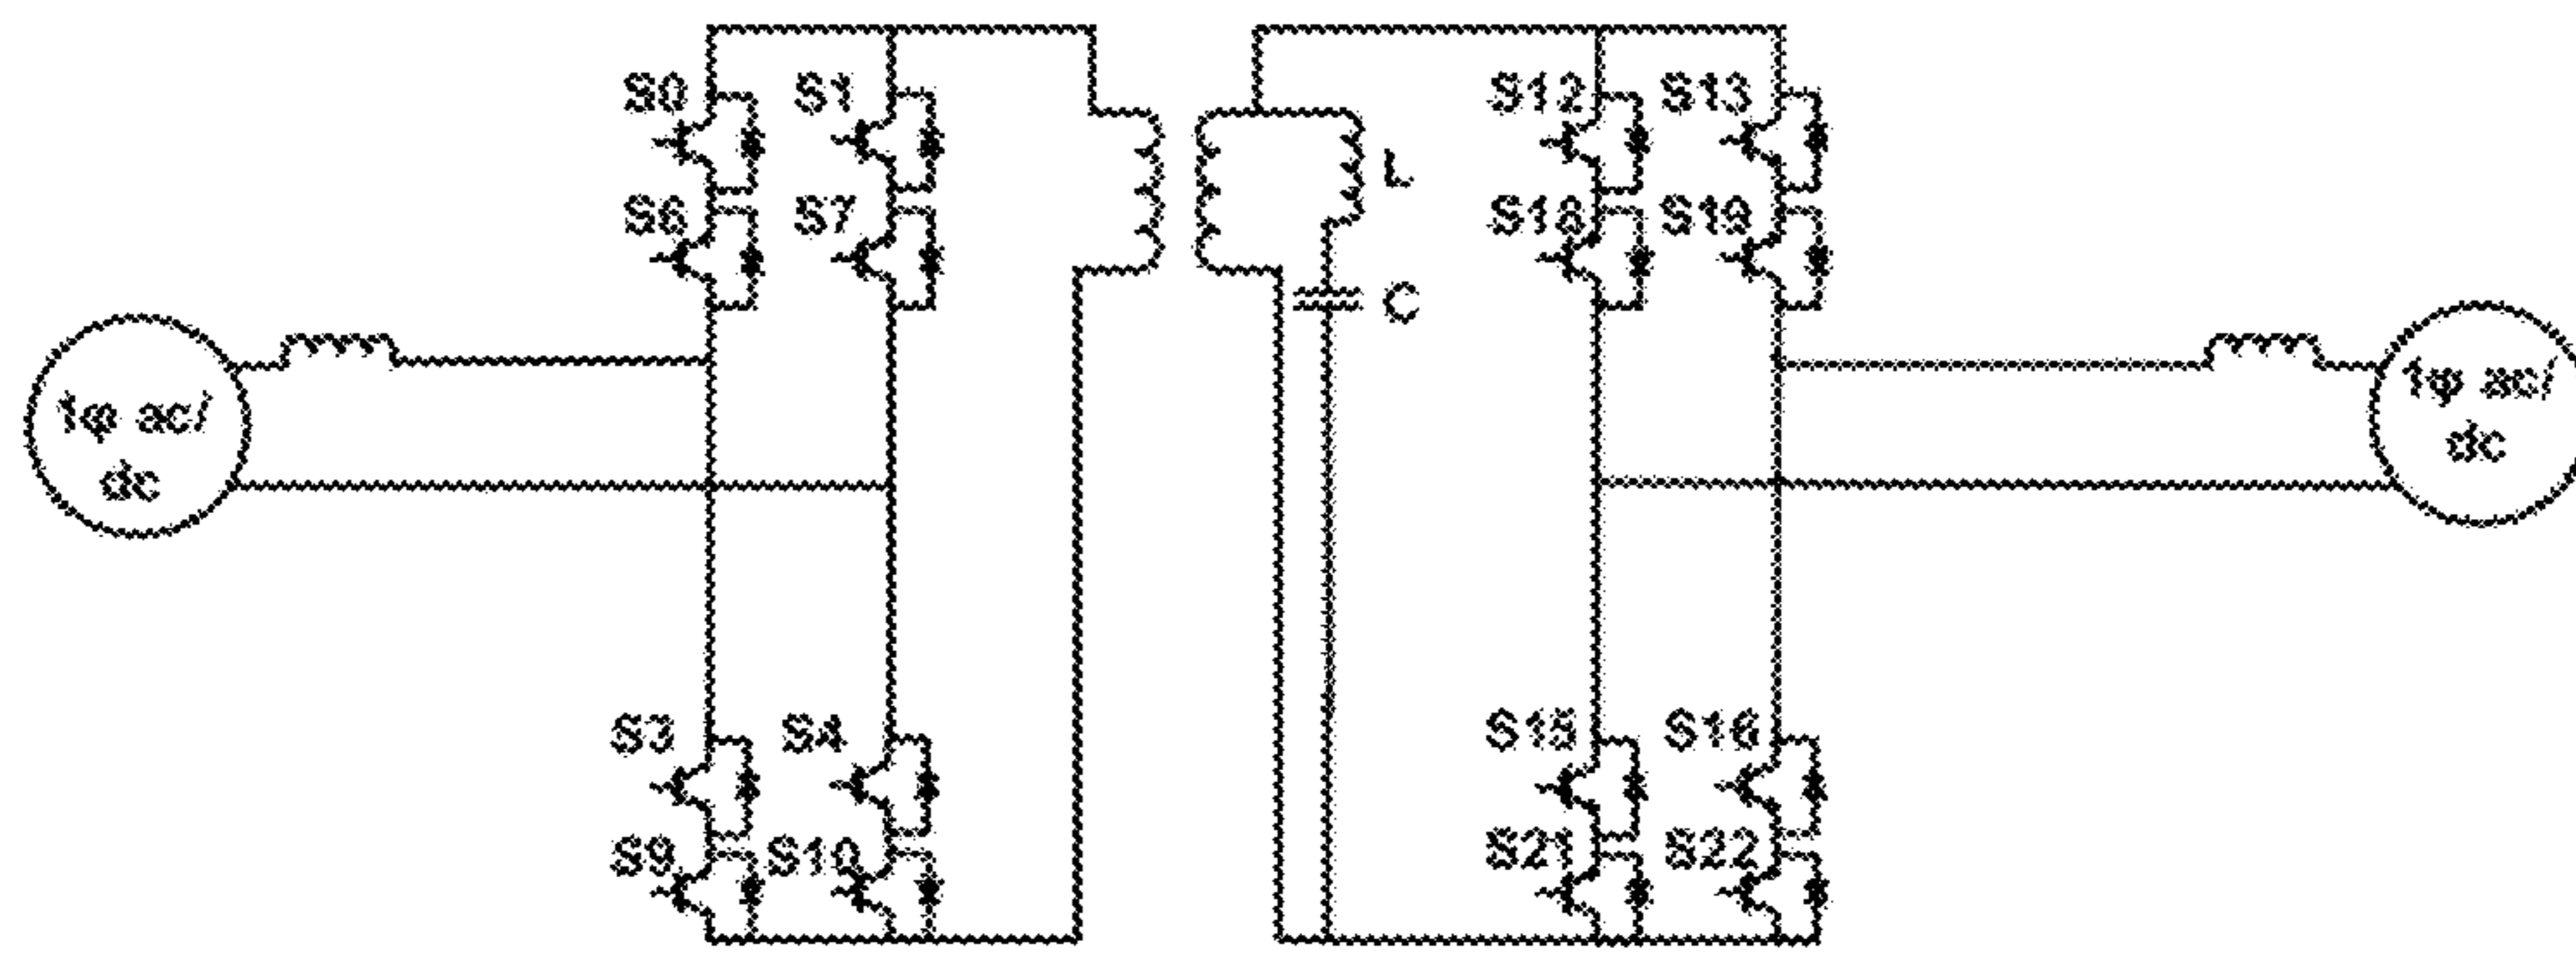 S0 S1
S6 S7
1φ ac/
dc
S3 S4
S9 S10
L
C
S12 S13
S18 S19
S15 S16
S21 S22
1φ ac/
dc